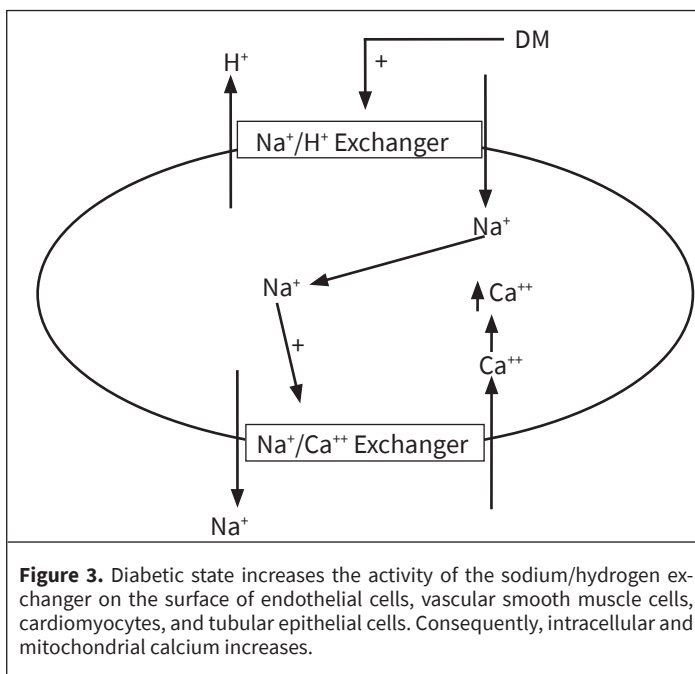 DM
H⁺
+
Na⁺/H⁺ Exchanger
Na⁺
Na⁺
Ca⁺⁺
+
Ca⁺⁺
Na⁺/Ca⁺⁺ Exchanger
Na⁺
Figure 3. Diabetic state increases the activity of the sodium/hydrogen ex-
changer on the surface of endothelial cells, vascular smooth muscle cells,
cardiomyocytes, and tubular epithelial cells. Consequently, intracellular and
mitochondrial calcium increases.